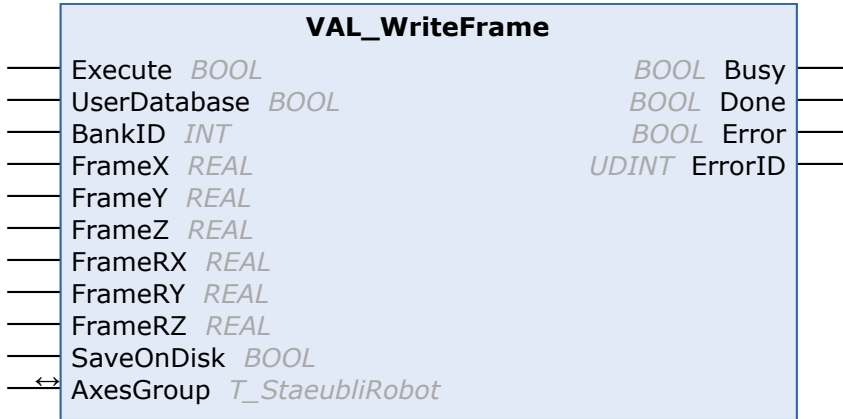 VAL_WriteFrame
Execute BOOL BOOL Busy
UserDatabase BOOL BOOL Done
BankID INT BOOL Error
FrameX REAL UDINT ErrorID
FrameY REAL
FrameZ REAL
FrameRX REAL
FrameRY REAL
FrameRZ REAL
SaveOnDisk BOOL
AxesGroup T_StaeubliRobot